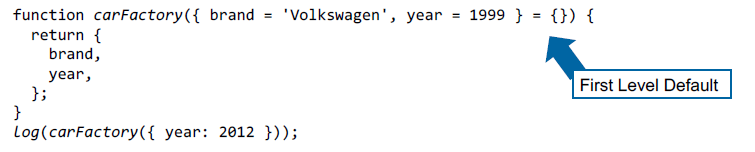 function carFactory({ brand = 'Volkswagen', year = 1999 } = {}) {
  return {
    brand,
    year,
  };
}
log(carFactory({ year: 2012 }));
First Level Default